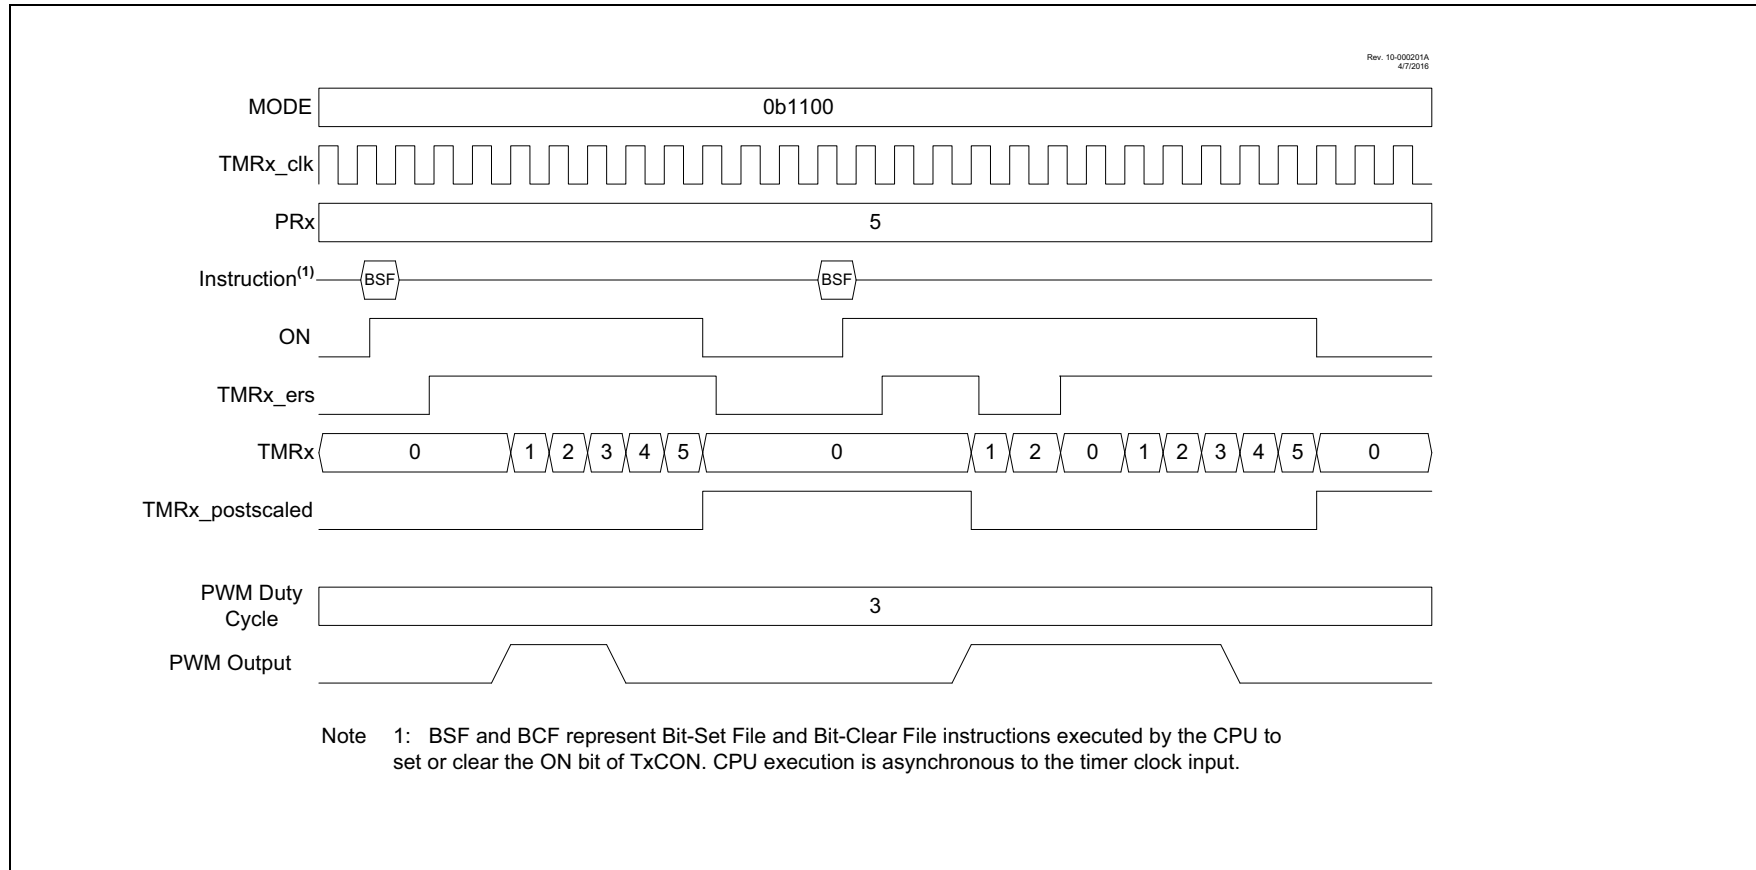 Rev. 10-000201A
4/7/2016
MODE 0b1100
TMRx_clk
PRx 5
Instruction(1) BSF BSF
ON
TMRx_ers
TMRx 0 1 2 3 4 5 0 1 2 0 1 2 3 4 5 0
TMRx_postscaled
PWM Duty
Cycle 3
PWM Output
Note 1: BSF and BCF represent Bit-Set File and Bit-Clear File instructions executed by the CPU to
set or clear the ON bit of TxCON. CPU execution is asynchronous to the timer clock input.